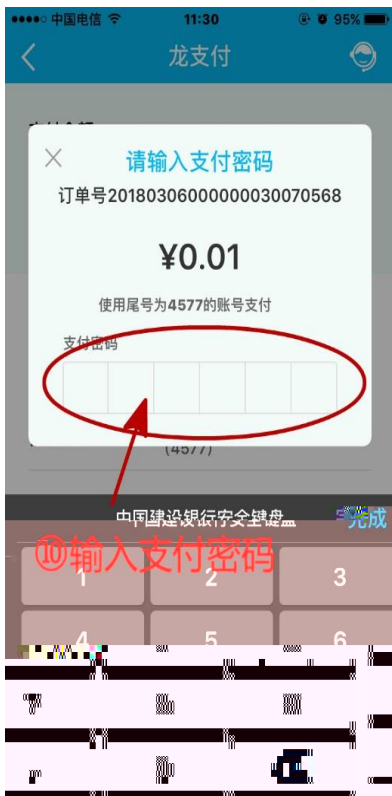 中国电信 11:30 95%
龙支付
请输入支付密码
订单号20180306000000030070568
¥0.01
使用尾号为4577的账号支付
支付密码
(4577)
中国建设银行安全键盘 完成
⑩输入支付密码
1 2 3
4 5 6